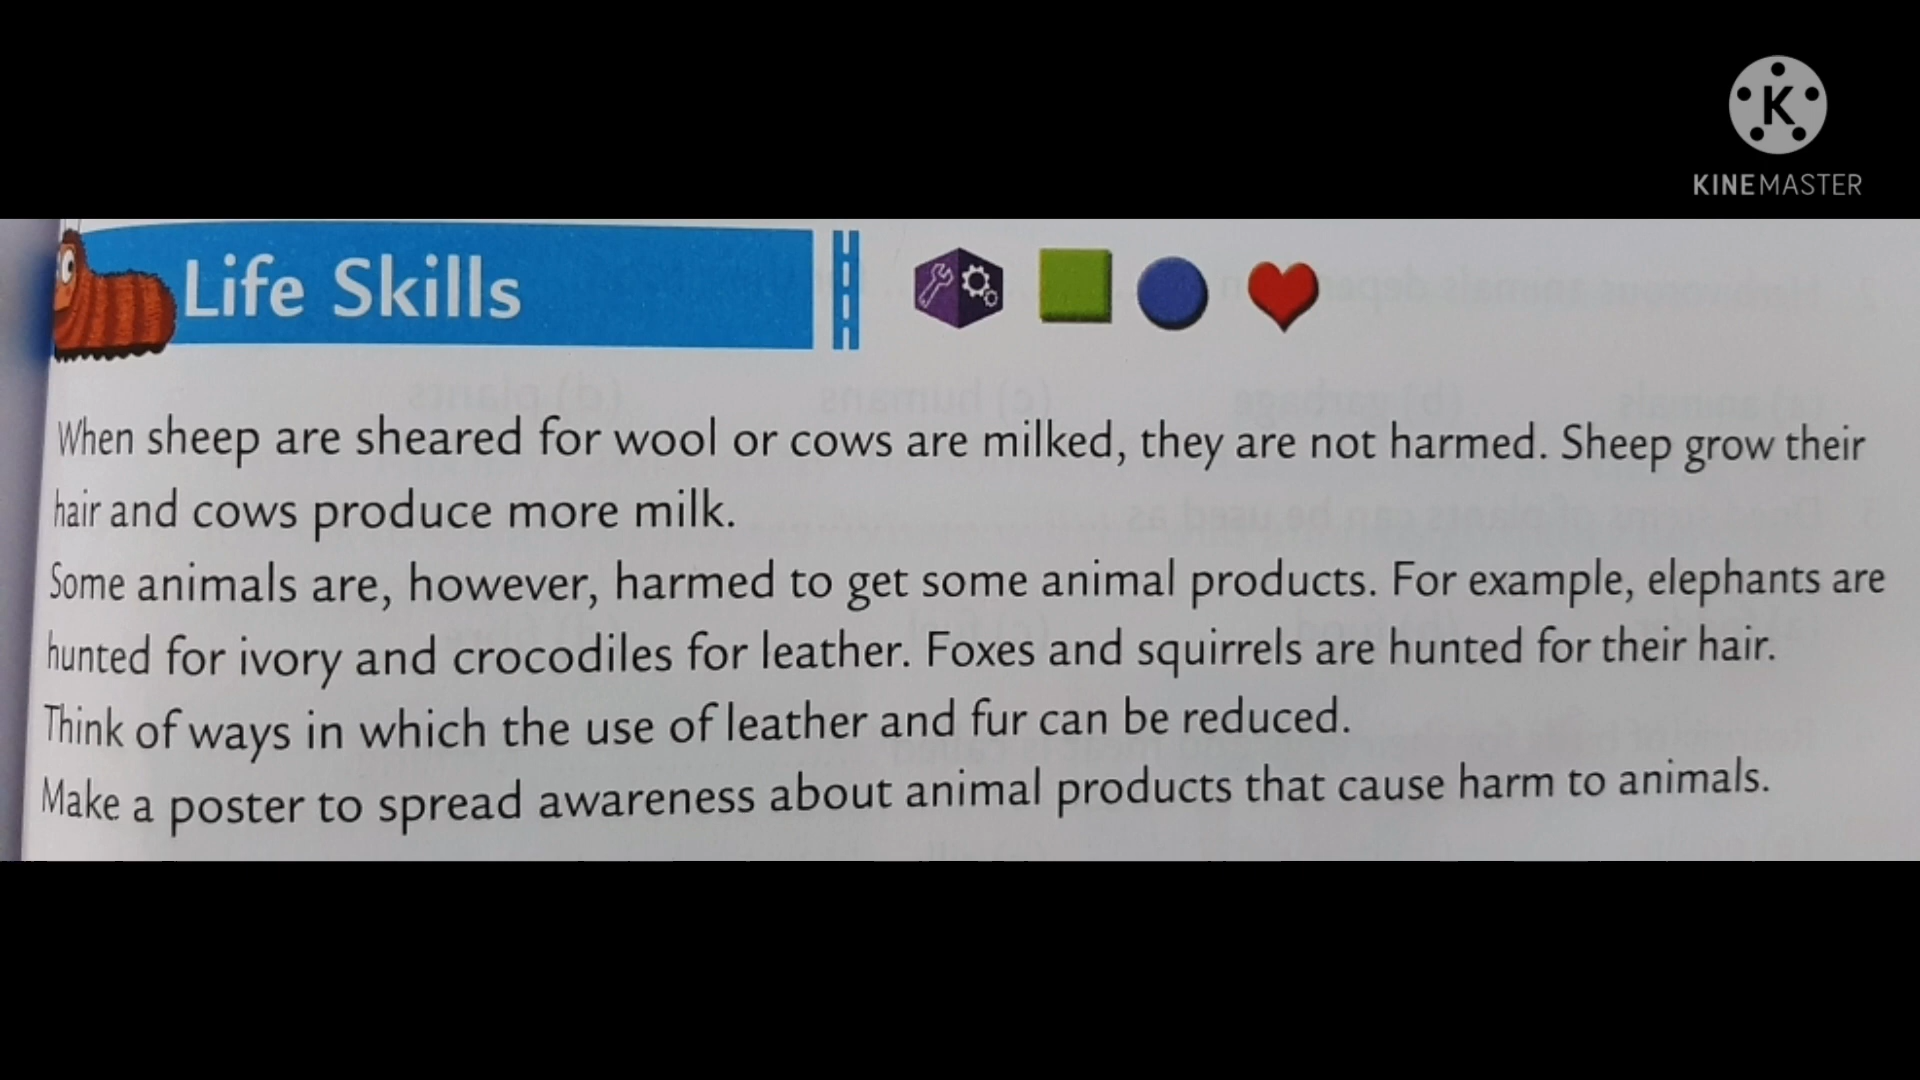 K
KINEMASTER
Life Skills
When sheep are sheared for wool or cows are milked, they are not harmed. Sheep grow their
hair and cows produce more milk.
Some animals are, however, harmed to get some animal products. For example, elephants are
hunted for ivory and crocodiles for leather. Foxes and squirrels are hunted for their hair.
Think of ways in which the use of leather and fur can be reduced.
Make a poster to spread awareness about animal products that cause harm to animals.